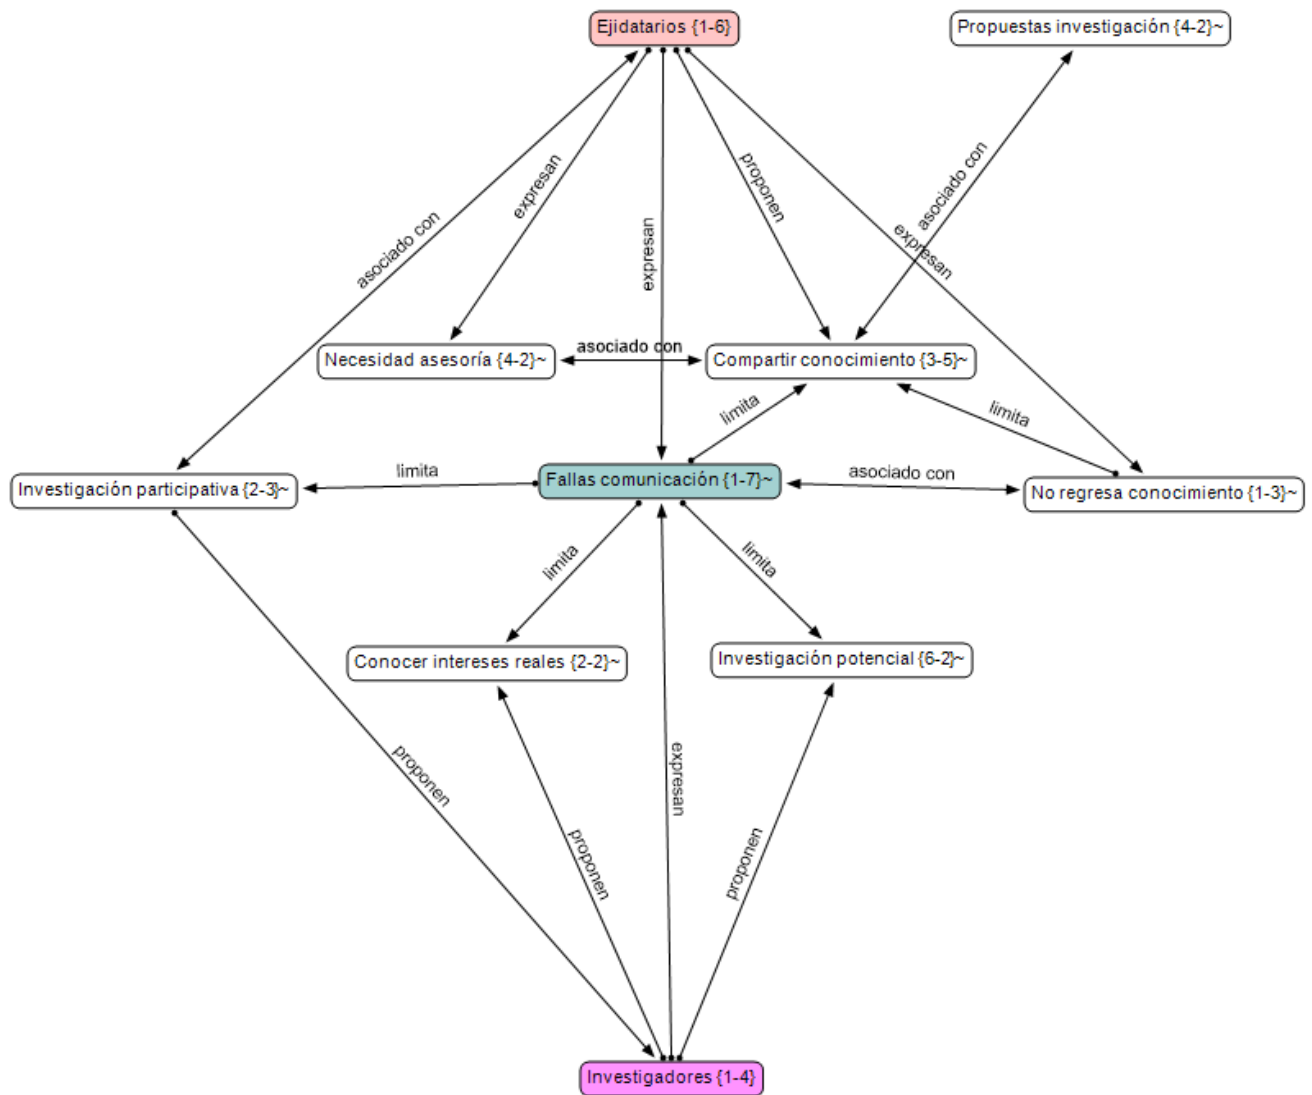 Ejidatarios {1-6}
Propuestas investigación {4-2}~
expresan
proponen
asociado con
asociado con
expresan
expresan
Necesidad asesoría {4-2}~
asociado con
Compartir conocimiento {3-5}~
limita
limita
Investigación participativa {2-3}~
limita
Fallas comunicación {1-7}~
asociado con
No regresa conocimiento {1-3}~
limita
limita
Conocer intereses reales {2-2}~
Investigación potencial {6-2}~
proponen
expresan
proponen
proponen
Investigadores {1-4}